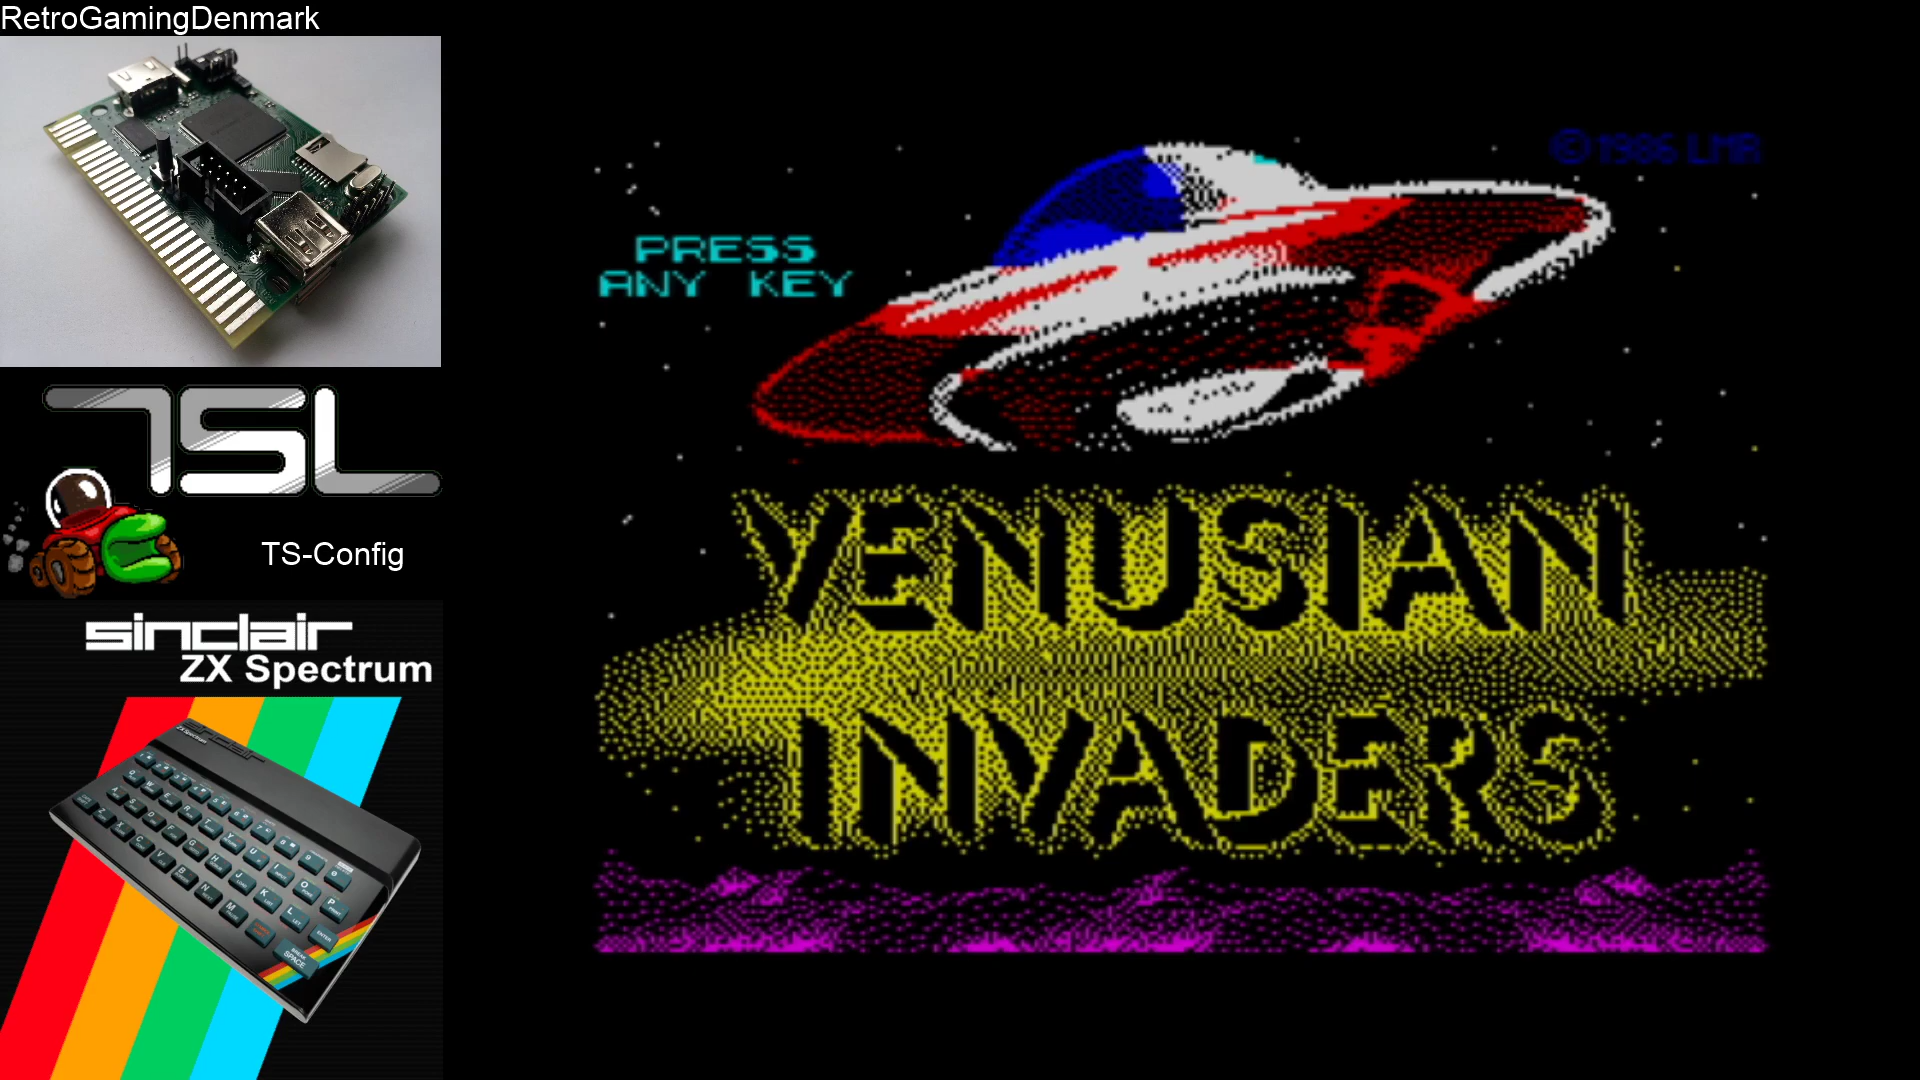 RetroGamingDenmark
© 1986 LMR
PRESS
ANY KEY
TSL
TS-Config
sinclair
ZX Spectrum
VENUSIAN
INVADERS